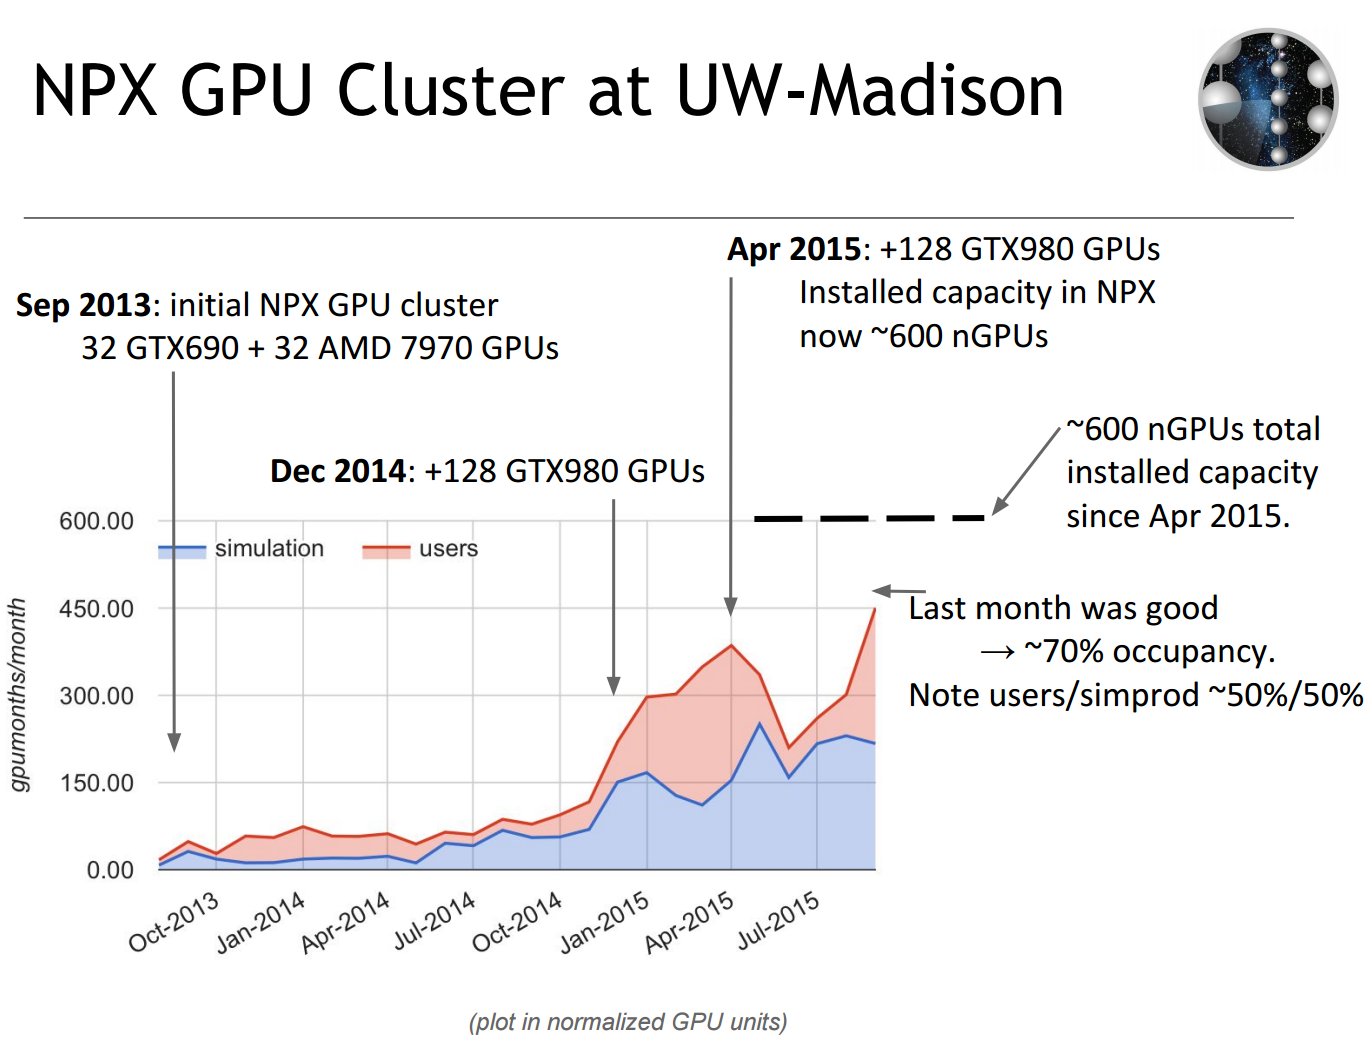 NPX GPU Cluster at UW-Madison
Apr 2015: +128 GTX980 GPUs
Installed capacity in NPX
now ~600 nGPUs
Sep 2013: initial NPX GPU cluster
32 GTX690 + 32 AMD 7970 GPUs
Dec 2014: +128 GTX980 GPUs
~600 nGPUs total
installed capacity
since Apr 2015.
Last month was good
→ ~70% occupancy.
Note users/simprod ~50%/50%
simulation
users
gpumonths/month
600.00
450.00
300.00
150.00
0.00
Oct-2013
Jan-2014
Apr-2014
Jul-2014
Oct-2014
Jan-2015
Apr-2015
Jul-2015
(plot in normalized GPU units)